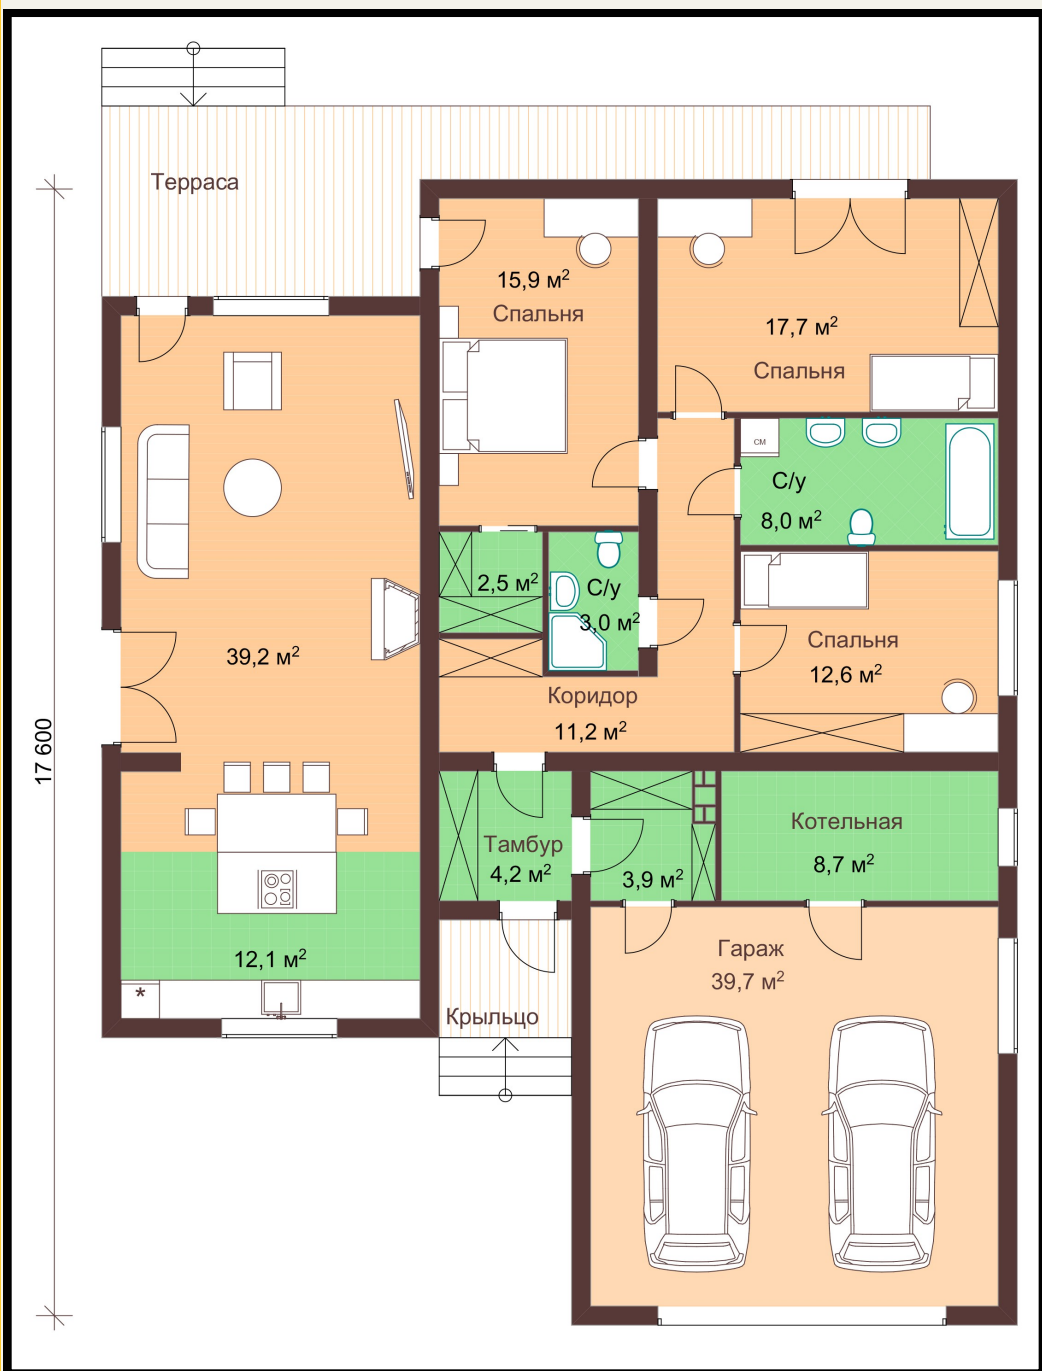 Терраса
15,9 м²
Спальня
17,7 м²
Спальня
СМ
С/у
8,0 м²
2,5 м²
С/у
3,0 м²
Спальня
12,6 м²
39,2 м²
Коридор
11,2 м²
17 600
Тамбур
4,2 м²
3,9 м²
Котельная
8,7 м²
12,1 м²
*
Гараж
39,7 м²
Крыльцо